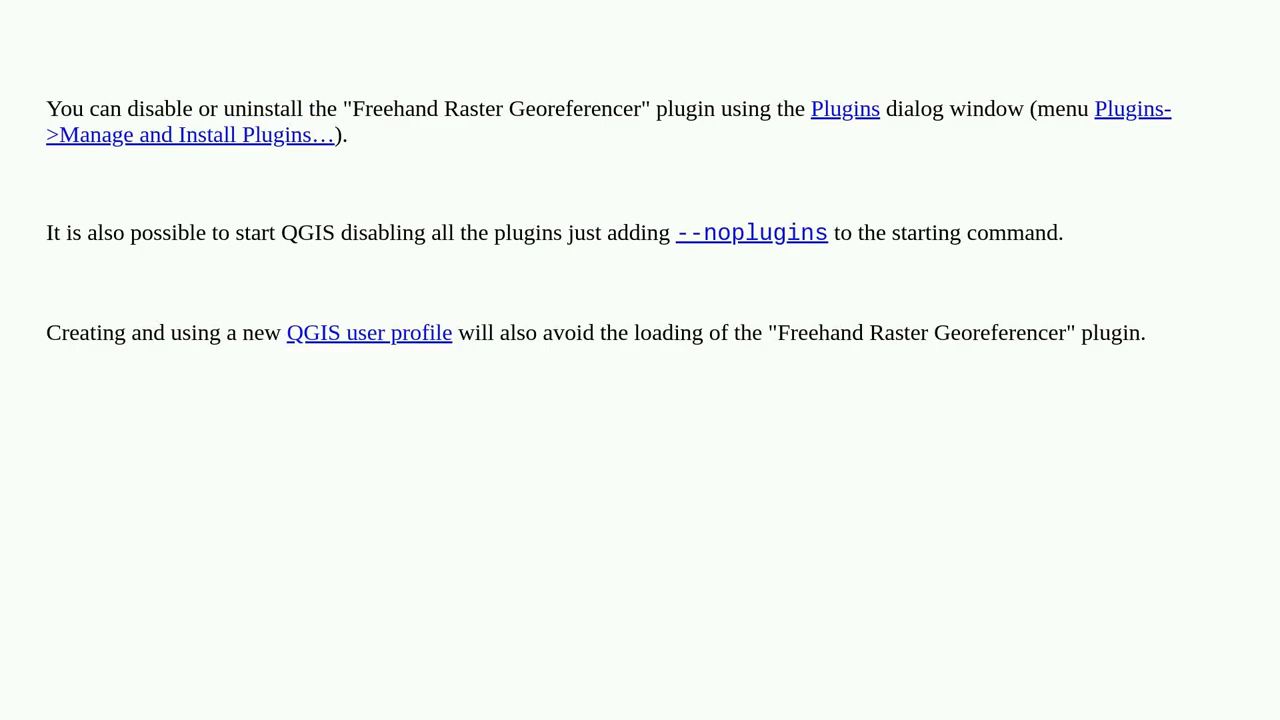 You can disable or uninstall the "Freehand Raster Georeferencer" plugin using the Plugins dialog window (menu Plugins-
>Manage and Install Plugins…).
It is also possible to start QGIS disabling all the plugins just adding --noplugins to the starting command.
Creating and using a new QGIS user profile will also avoid the loading of the "Freehand Raster Georeferencer" plugin.